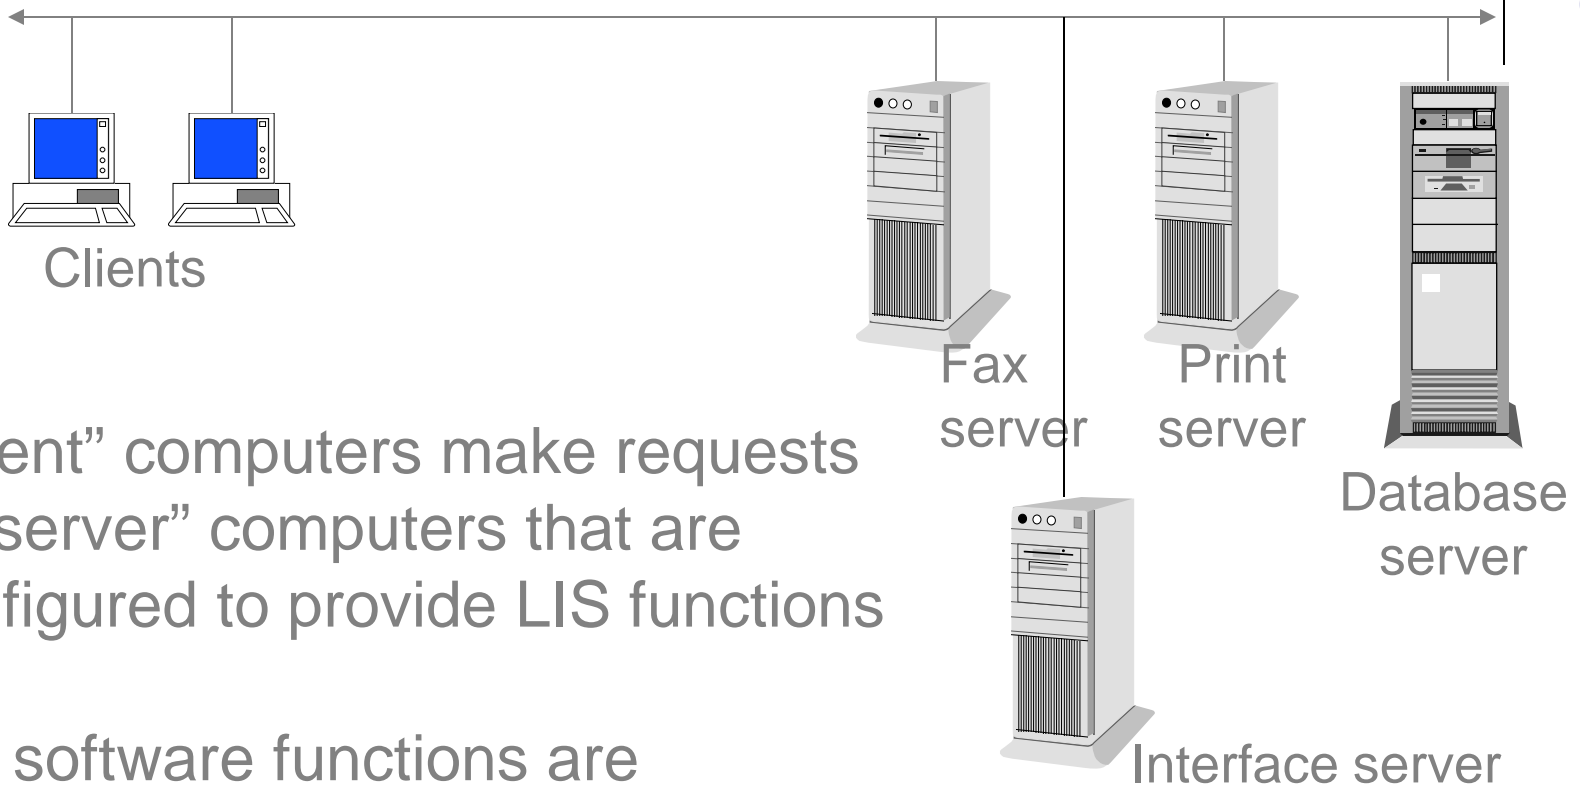 Clients
Fax
server
Print
server
Database
server
ent” computers make requests
server” computers that are
figured to provide LIS functions
software functions are
Interface server